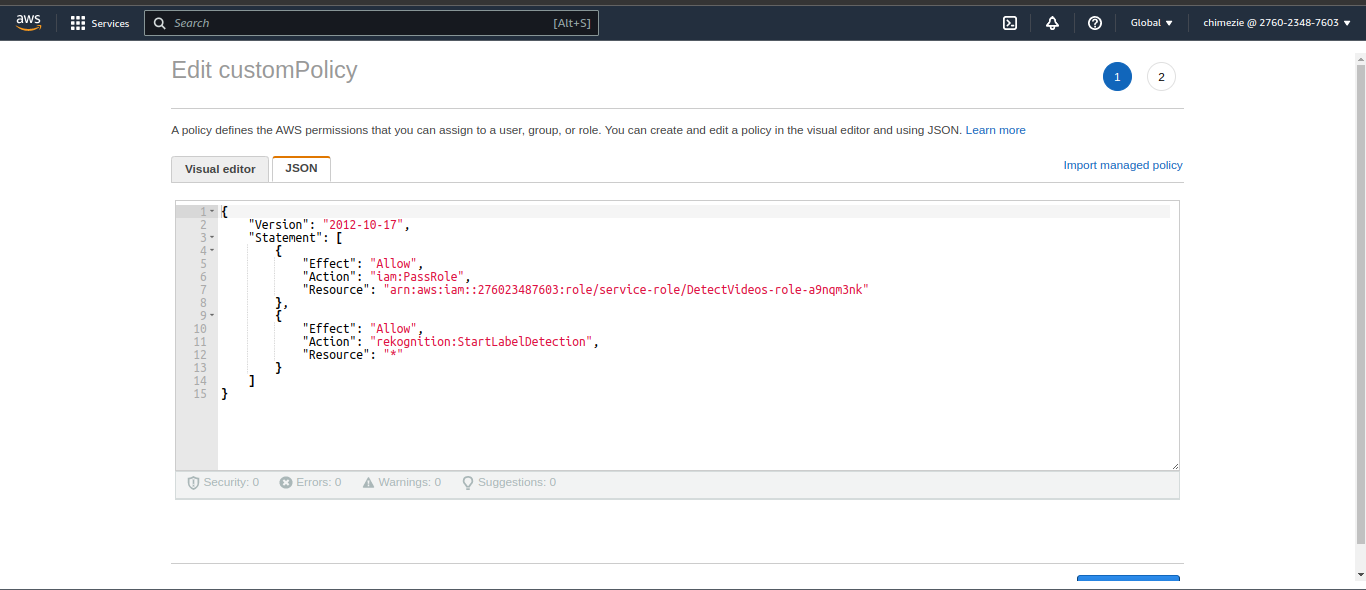 aws Services Search [Alt+S] Global chimezie @ 2760-2348-7603
Edit customPolicy
1 2
A policy defines the AWS permissions that you can assign to a user, group, or role. You can create and edit a policy in the visual editor and using JSON. Learn more
Visual editor JSON Import managed policy
1 {
2 "Version": "2012-10-17",
3 "Statement": [
4 {
5 "Effect": "Allow",
6 "Action": "iam:PassRole",
7 "Resource": "arn:aws:iam::276023487603:role/service-role/DetectVideos-role-a9nqm3nk"
8 },
9 {
10 "Effect": "Allow",
11 "Action": "rekognition:StartLabelDetection",
12 "Resource": "*"
13 }
14 ]
15 }
Security: 0 Errors: 0 Warnings: 0 Suggestions: 0